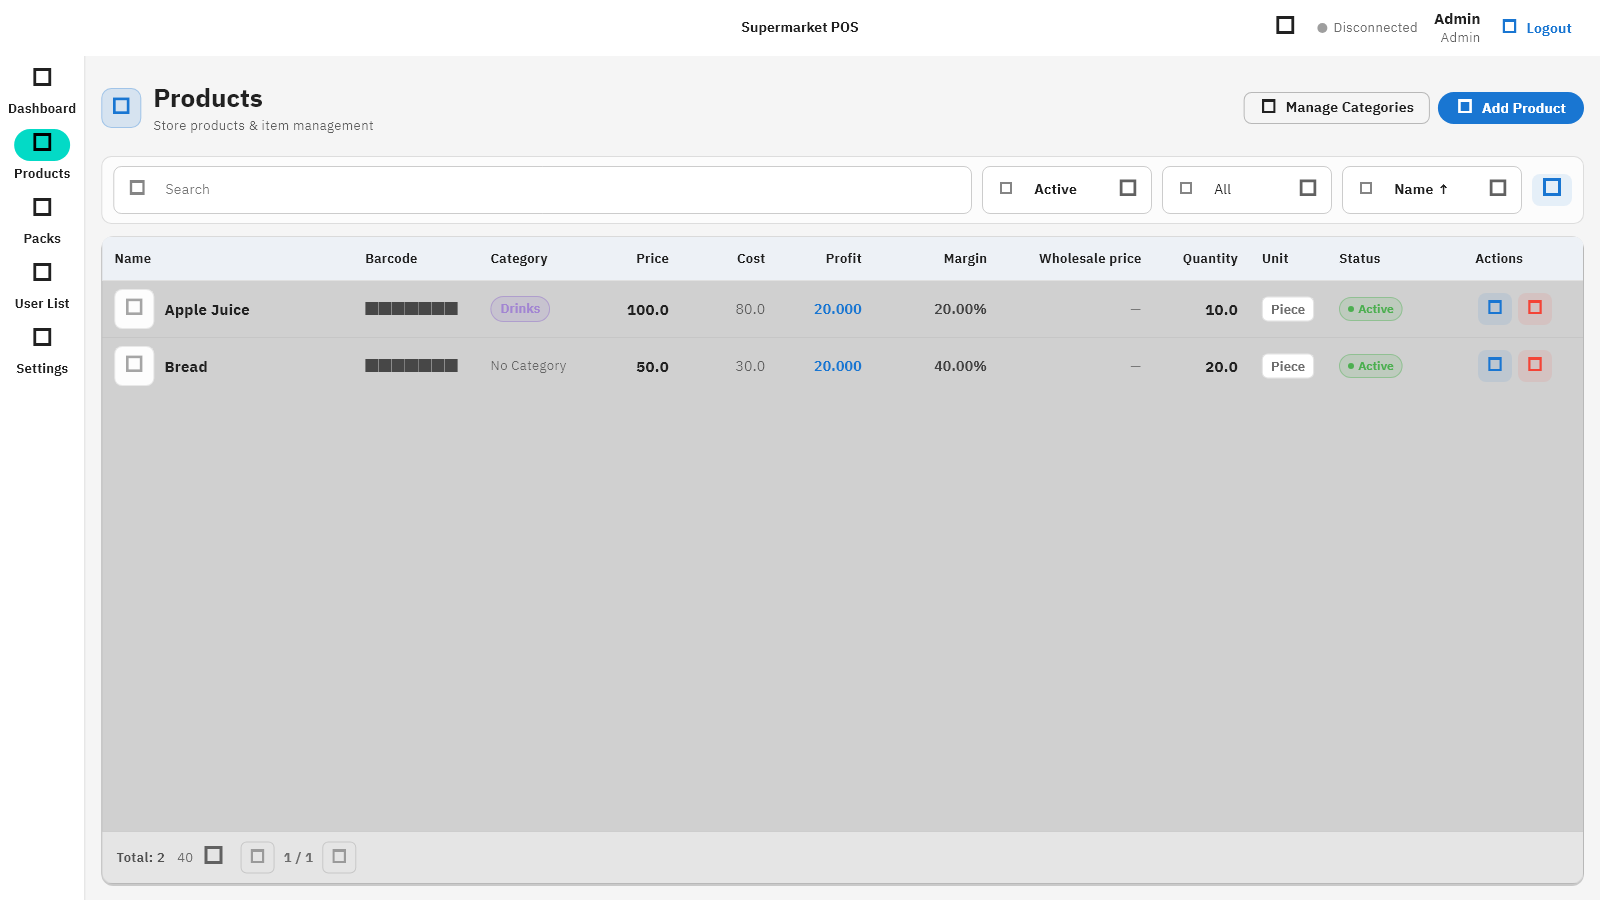 Supermarket POS
Disconnected
Admin
Admin
Logout
Dashboard
Products
Packs
User List
Settings
Products
Store products & item management
Manage Categories
Add Product
Search
Active
All
Name ↑
Name Barcode Category Price Cost Profit Margin Wholesale price Quantity Unit Status Actions
Apple Juice Drinks 100.0 80.0 20.000 20.00% — 10.0 Piece Active
Bread No Category 50.0 30.0 20.000 40.00% — 20.0 Piece Active
Total: 2 40 1 / 1